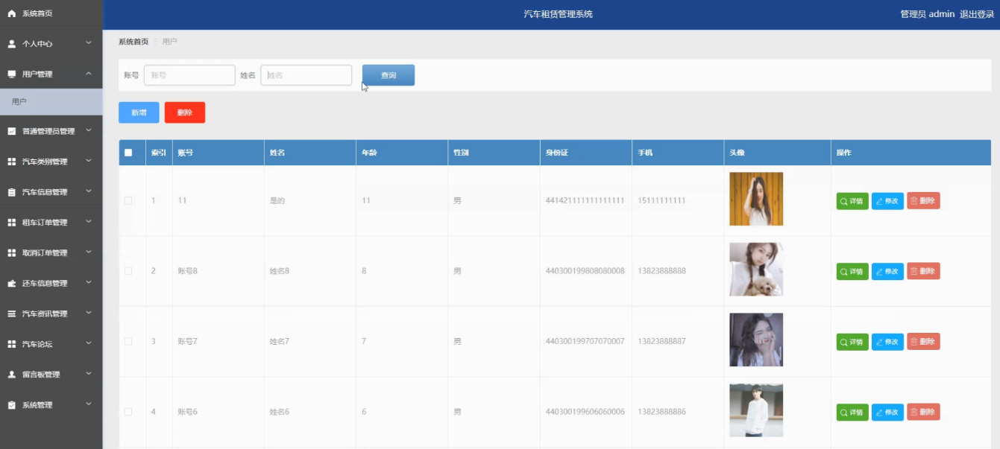 系统首页
汽车租赁管理系统
管理员 admin 退出登录
个人中心
用户管理
用户
普通管理员管理
汽车类别管理
汽车信息管理
租车订单管理
取消订单管理
还车信息管理
汽车资讯管理
汽车论坛
留言板管理
系统管理
系统首页 用户
账号 账号 姓名 姓名 查询
新增 删除
索引 账号 姓名 年龄 性别 身份证 手机 头像 操作
1 11 是的 11 男 441421111111111111 15111111111 详情 修改 删除
2 账号8 姓名8 8 男 440300199808080008 13823888888 详情 修改 删除
3 账号7 姓名7 7 男 440300199707070007 13823888887 详情 修改 删除
4 账号6 姓名6 6 男 440300199606060006 13823888886 详情 修改 删除